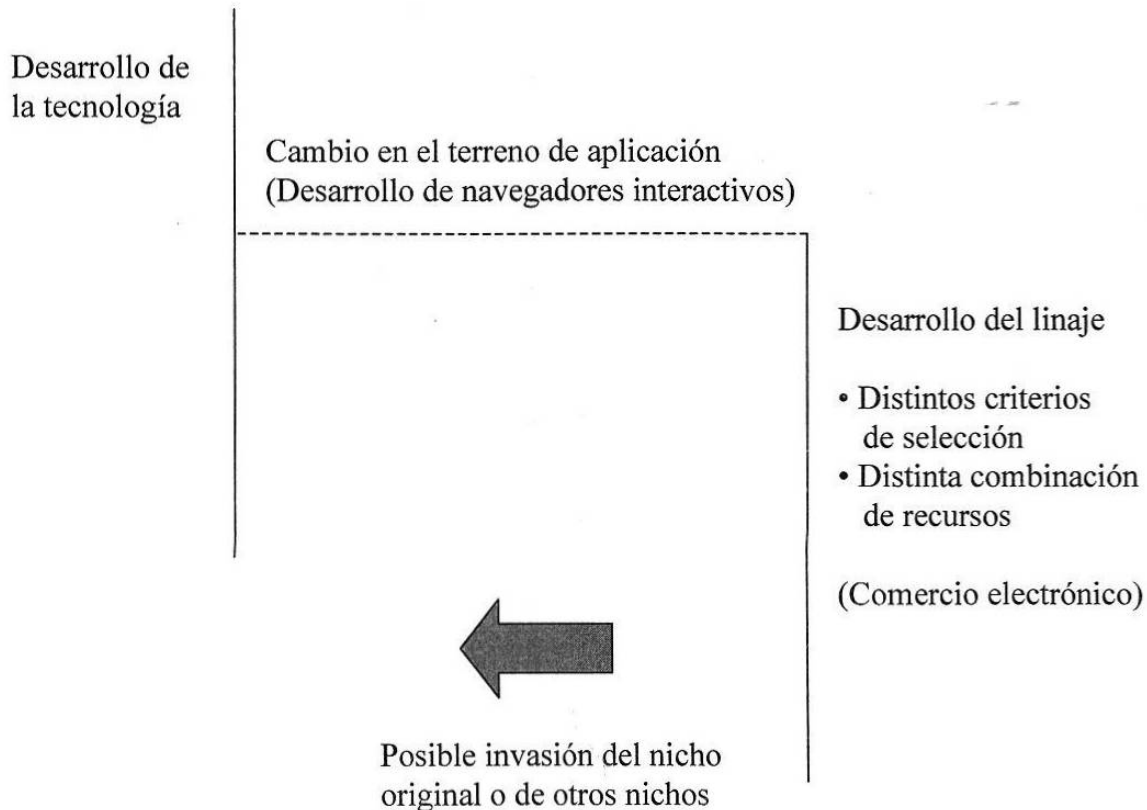 Desarrollo de
la tecnología
Cambio en el terreno de aplicación
(Desarrollo de navegadores interactivos)
Desarrollo del linaje
• Distintos criterios
de selección
• Distinta combinación
de recursos
(Comercio electrónico)
Posible invasión del nicho
original o de otros nichos